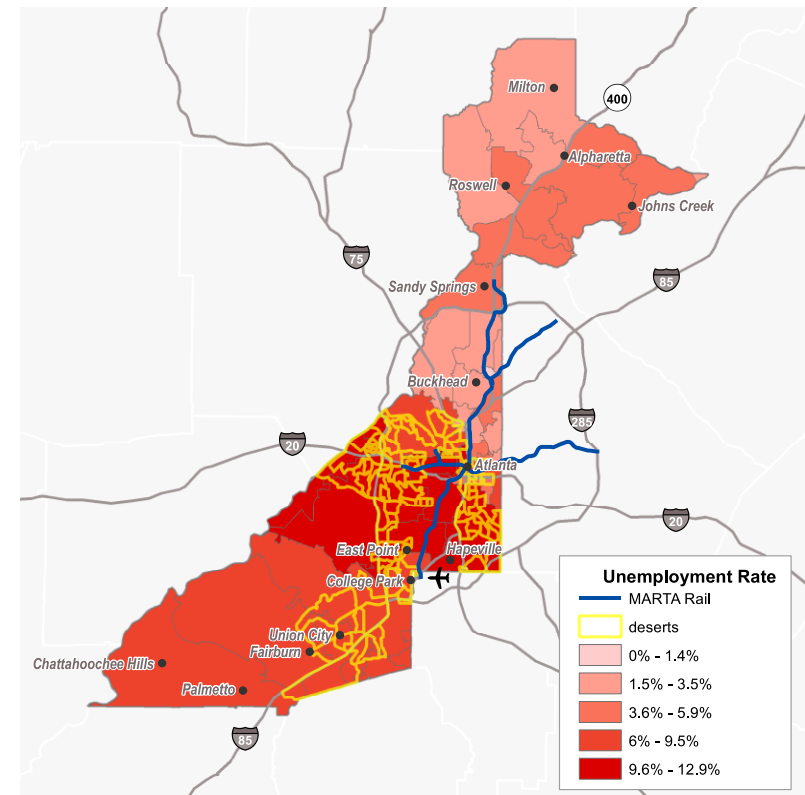 Milton
400
Alpharetta
Roswell
Johns Creek
75
85
Sandy Springs
Buckhead
285
20
Atlanta
20
East Point
Hapeville
College Park
Union City
Fairburn
Chattahoochee Hills
Palmetto
85
Unemployment Rate
MARTA Rail
deserts
0% - 1.4%
1.5% - 3.5%
3.6% - 5.9%
6% - 9.5%
9.6% - 12.9%